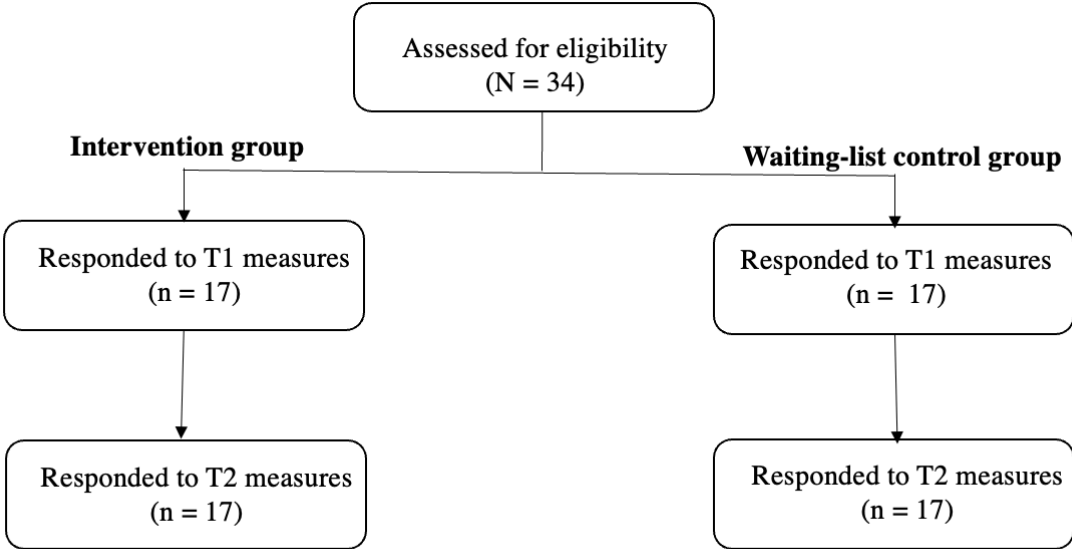 Assessed for eligibility
(N = 34)
Intervention group
Waiting-list control group
Responded to T1 measures
(n = 17)
Responded to T1 measures
(n =  17)
Responded to T2 measures
(n = 17)
Responded to T2 measures
(n = 17)